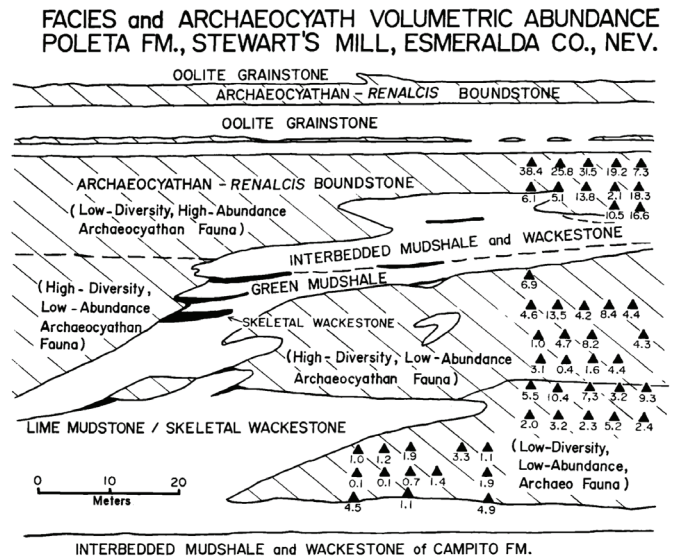 FACIES and ARCHAEOCYATH VOLUMETRIC ABUNDANCE
POLETA FM., STEWART'S MILL, ESMERALDA CO., NEV.
OOLITE GRAINSTONE
ARCHAEOCYATHAN - RENALCIS BOUNDSTONE
OOLITE GRAINSTONE
38.4 25.8 31.5 19.2 7.3
ARCHAEOCYATHAN - RENALCIS BOUNDSTONE
6.1 5.1 13.8 2.1 18.3
(Low-Diversity, High-Abundance
Archaeocyathan Fauna)
10.5 16.6
INTERBEDDED MUDSHALE and WACKESTONE
GREEN MUDSHALE
6.9
(High - Diversity,
Low - Abundance
Archaeocyathan
Fauna)
4.6 13.5 4.2 8.4 4.4
SKELETAL WACKESTONE
1.0 4.7 8.2 4.3
(High - Diversity, Low-Abundance
Archaeocyathan Fauna)
3.1 0.4 1.6 4.4
5.5 10.4 7.3 3.2 9.3
2.0 3.2 2.3 5.2 2.4
LIME MUDSTONE / SKELETAL WACKESTONE
1.0 1.2 1.9 3.3 1.1
(Low-Diversity,
Low-Abundance,
Archaeo Fauna)
0.1 0.1 0.7 1.4 1.9
4.5 1.1 4.9
0 10 20
Meters
INTERBEDDED MUDSHALE and WACKESTONE of CAMPITO FM.